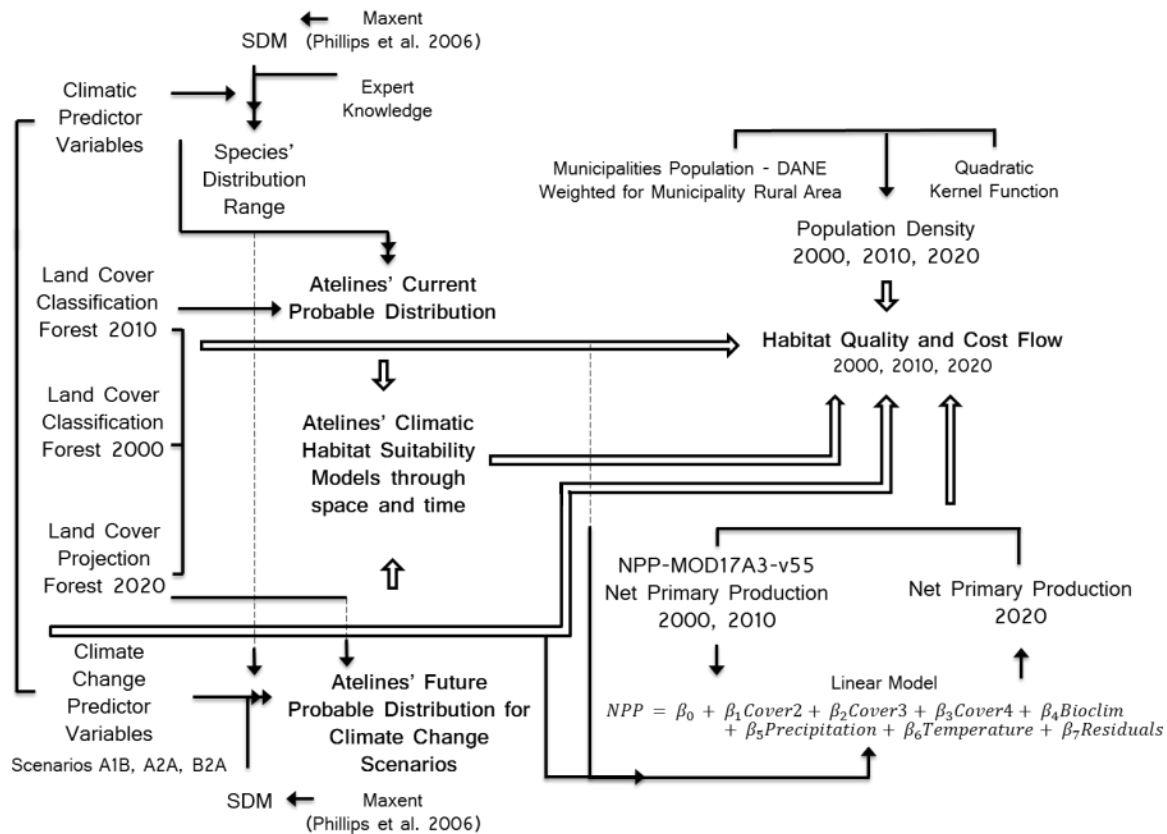 Maxent
(Phillips et al. 2006)
SDM
Expert
Knowledge
Climatic
Predictor
Variables
Species'
Distribution
Range
Municipalities Population - DANE
Weighted for Municipality Rural Area
Quadratic
Kernel Function
Population Density
2000, 2010, 2020
Land Cover
Classification
Forest 2010
Atelines' Current
Probable Distribution
Habitat Quality and Cost Flow
2000, 2010, 2020
Land Cover
Classification
Forest 2000
Atelines' Climatic
Habitat Suitability
Models through
space and time
Land Cover
Projection
Forest 2020
NPP-MOD17A3-v55
Net Primary Production
2000, 2010
Net Primary Production
2020
Climate
Change
Predictor
Variables
Scenarios A1B, A2A, B2A
Atelines' Future
Probable Distribution for
Climate Change
Scenarios
Linear Model
NPP = β₀ + β₁Cover2 + β₂Cover3 + β₃Cover4 + β₄Bioclim
+ β₅Precipitation + β₆Temperature + β₇Residuals
SDM
Maxent
(Phillips et al. 2006)